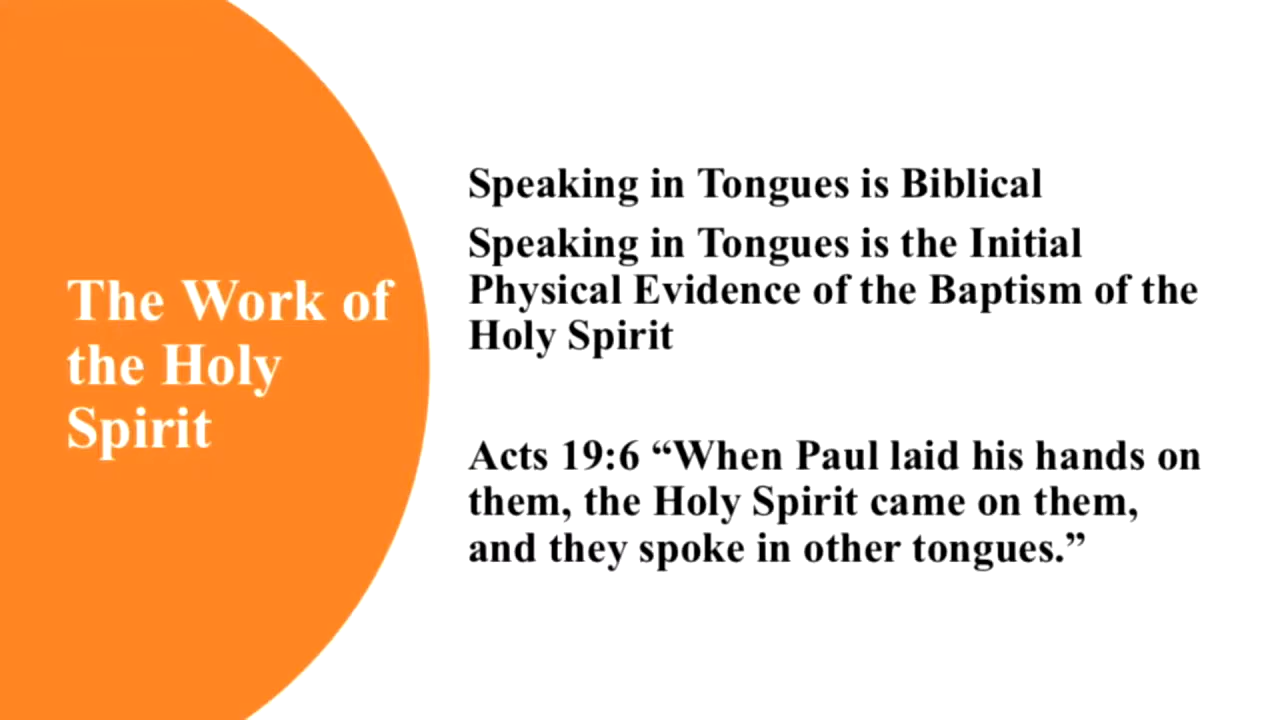 The Work of
the Holy
Spirit
Speaking in Tongues is Biblical
Speaking in Tongues is the Initial
Physical Evidence of the Baptism of the
Holy Spirit
Acts 19:6 “When Paul laid his hands on
them, the Holy Spirit came on them,
and they spoke in other tongues.”